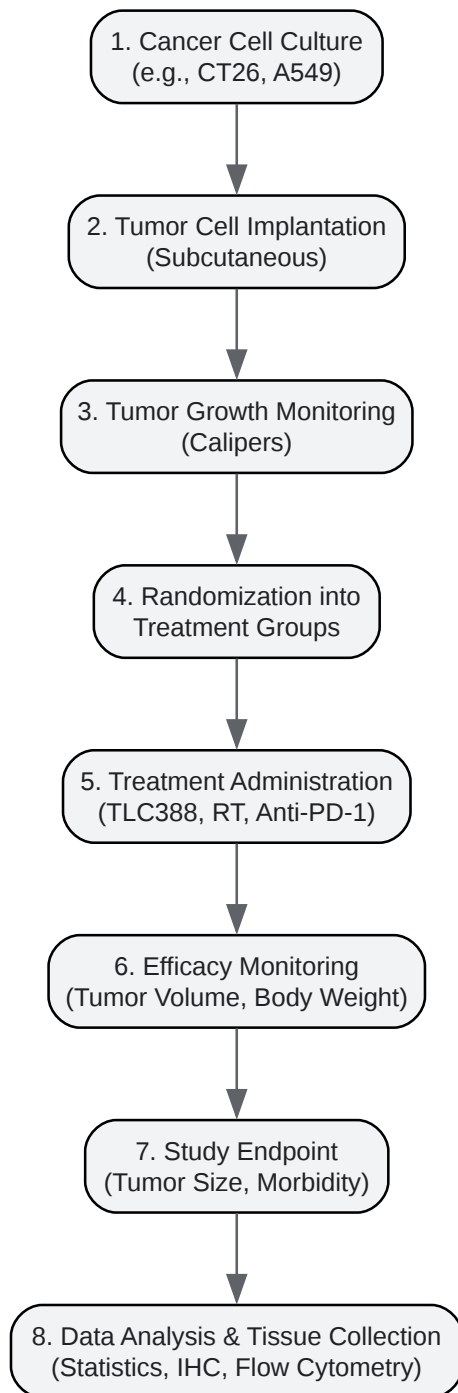 1. Cancer Cell Culture
(e.g., CT26, A549)
2. Tumor Cell Implantation
(Subcutaneous)
3. Tumor Growth Monitoring
(Calipers)
4. Randomization into
Treatment Groups
5. Treatment Administration
(TLC388, RT, Anti-PD-1)
6. Efficacy Monitoring
(Tumor Volume, Body Weight)
7. Study Endpoint
(Tumor Size, Morbidity)
8. Data Analysis & Tissue Collection
(Statistics, IHC, Flow Cytometry)